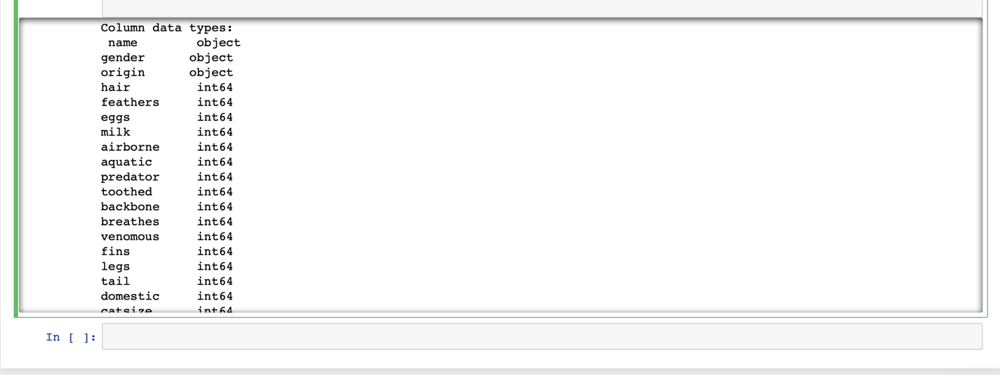 Column data types:
 name        object
gender      object
origin      object
hair         int64
feathers     int64
eggs         int64
milk         int64
airborne     int64
aquatic      int64
predator     int64
toothed      int64
backbone     int64
breathes     int64
venomous     int64
fins         int64
legs         int64
tail         int64
domestic     int64
catsize      int64
In [ ]: